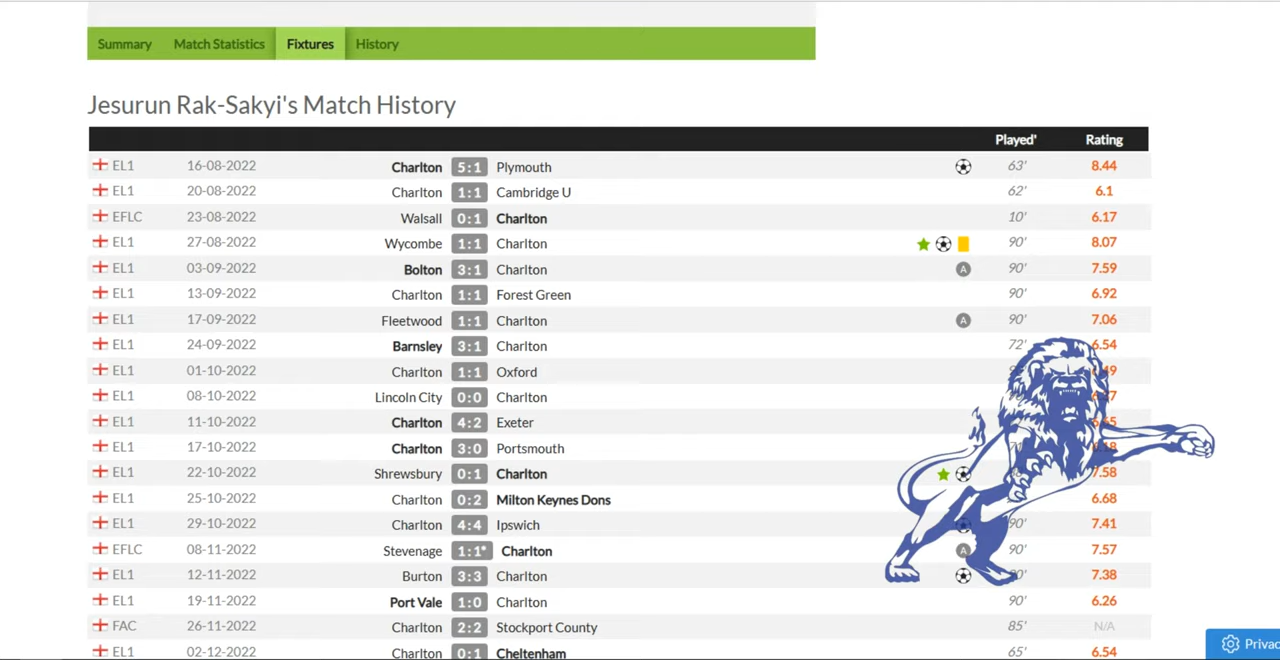 Summary Match Statistics Fixtures History
Jesurun Rak-Sakyi's Match History
Played' Rating
EL1 16-08-2022 Charlton 5:1 Plymouth 63' 8.44
EL1 20-08-2022 Charlton 1:1 Cambridge U 62' 6.1
EFLC 23-08-2022 Walsall 0:1 Charlton 10' 6.17
EL1 27-08-2022 Wycombe 1:1 Charlton 90' 8.07
EL1 03-09-2022 Bolton 3:1 Charlton A 90' 7.59
EL1 13-09-2022 Charlton 1:1 Forest Green 90' 6.92
EL1 17-09-2022 Fleetwood 1:1 Charlton A 90' 7.06
EL1 24-09-2022 Barnsley 3:1 Charlton 72' 6.54
EL1 01-10-2022 Charlton 1:1 Oxford
EL1 08-10-2022 Lincoln City 0:0 Charlton
EL1 11-10-2022 Charlton 4:2 Exeter
EL1 17-10-2022 Charlton 3:0 Portsmouth
EL1 22-10-2022 Shrewsbury 0:1 Charlton 7.58
EL1 25-10-2022 Charlton 0:2 Milton Keynes Dons 6.68
EL1 29-10-2022 Charlton 4:4 Ipswich 90' 7.41
EFLC 08-11-2022 Stevenage 1:1* Charlton A 90' 7.57
EL1 12-11-2022 Burton 3:3 Charlton 7.38
EL1 19-11-2022 Port Vale 1:0 Charlton 90' 6.26
FAC 26-11-2022 Charlton 2:2 Stockport County 85' N/A
EL1 02-12-2022 Charlton 0:1 Cheltenham 65' 6.54